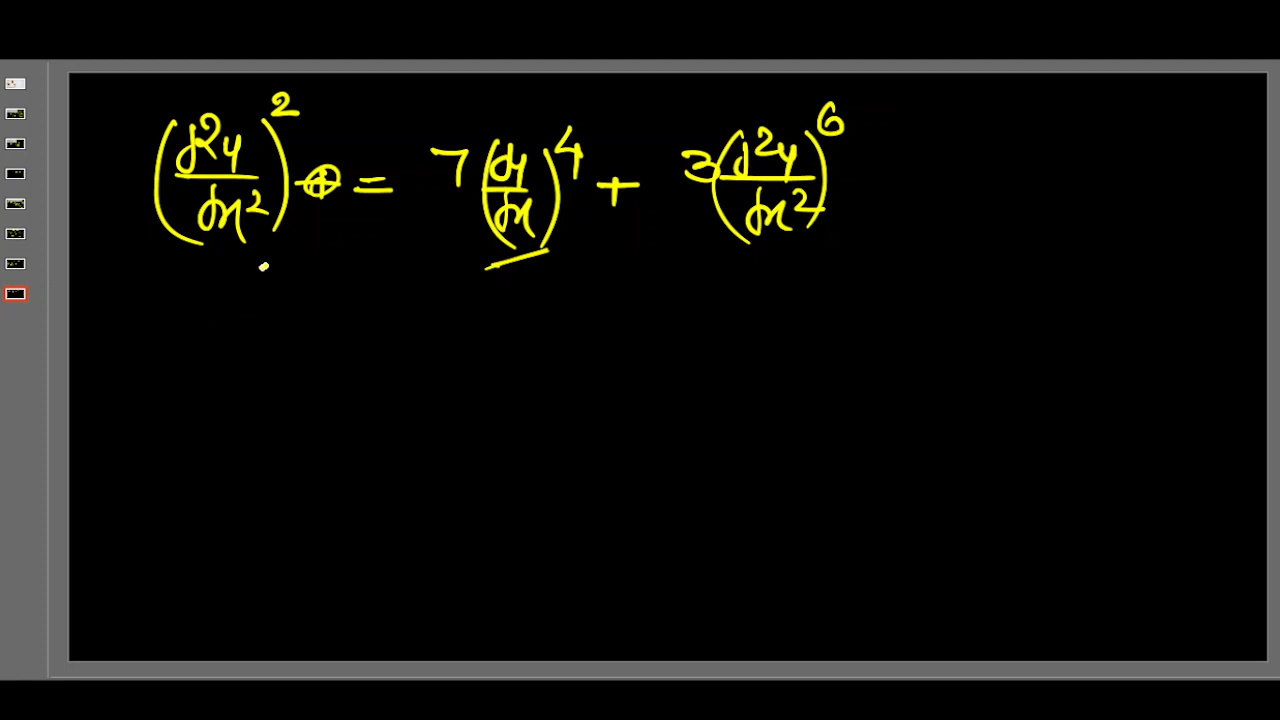 (d²y/dx²)² = 7(dy/dx)⁴ + 3(d²y/dx²)⁶